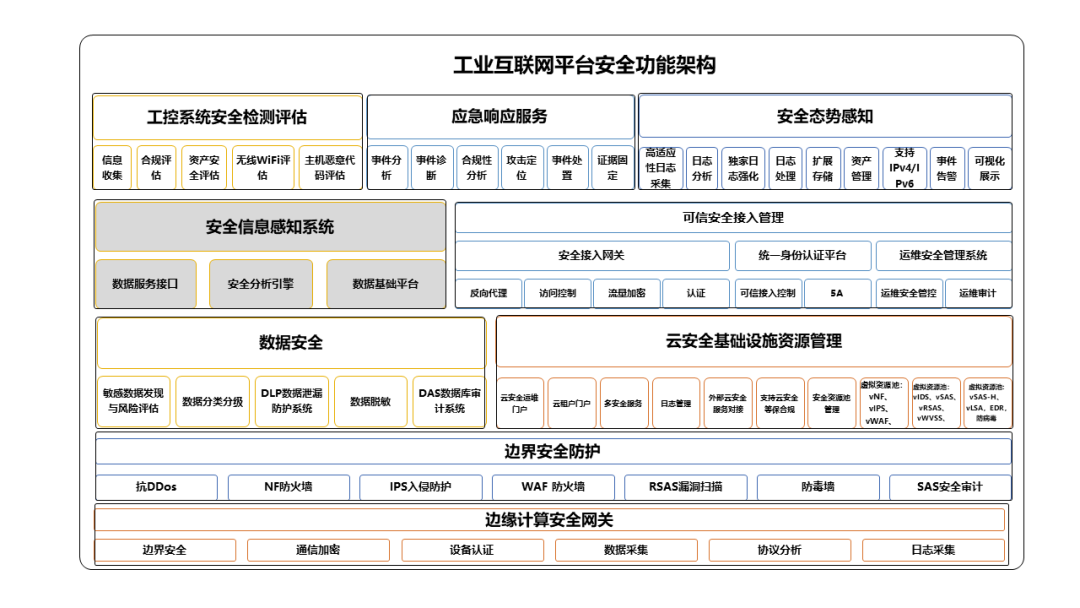 工业互联网平台安全功能架构
工控系统安全检测评估
应急响应服务
安全态势感知
信息
收集
合规评
估
资产安
全评估
无线WiFi评
估
主机恶意代
码评估
事件分
析
事件诊
断
合规性
分析
攻击定
位
事件处
置
证据固
定
高适应
性日志
采集
日志
分析
独家日
志强化
日志
处理
扩展
存储
资产
管理
支持
IPv4/I
Pv6
事件
告警
可视化
展示
安全信息感知系统
数据服务接口
安全分析引擎
数据基础平台
可信安全接入管理
安全接入网关
统一身份认证平台
运维安全管理系统
反向代理
访问控制
流量加密
认证
可信接入控制
5A
运维安全管控
运维审计
数据安全
敏感数据发现
与风险评估
数据分类分级
DLP数据泄漏
防护系统
数据脱敏
DAS数据库审
计系统
云安全基础设施资源管理
云安全运维
门户
云租户门户
多安全服务
日志管理
外部云安全
服务对接
支持云安全
等保合规
安全资源池
管理
虚拟资源池：
vNF、
vIPS、
vWAF、
虚拟资源池：
vIDS、vSAS、
vRSAS、
vWVSS、
虚拟资源池：
vSAS-H、
vLSA、EDR、
防病毒
边界安全防护
抗DDos
NF防火墙
IPS入侵防护
WAF 防火墙
RSAS漏洞扫描
防毒墙
SAS安全审计
边缘计算安全网关
边界安全
通信加密
设备认证
数据采集
协议分析
日志采集